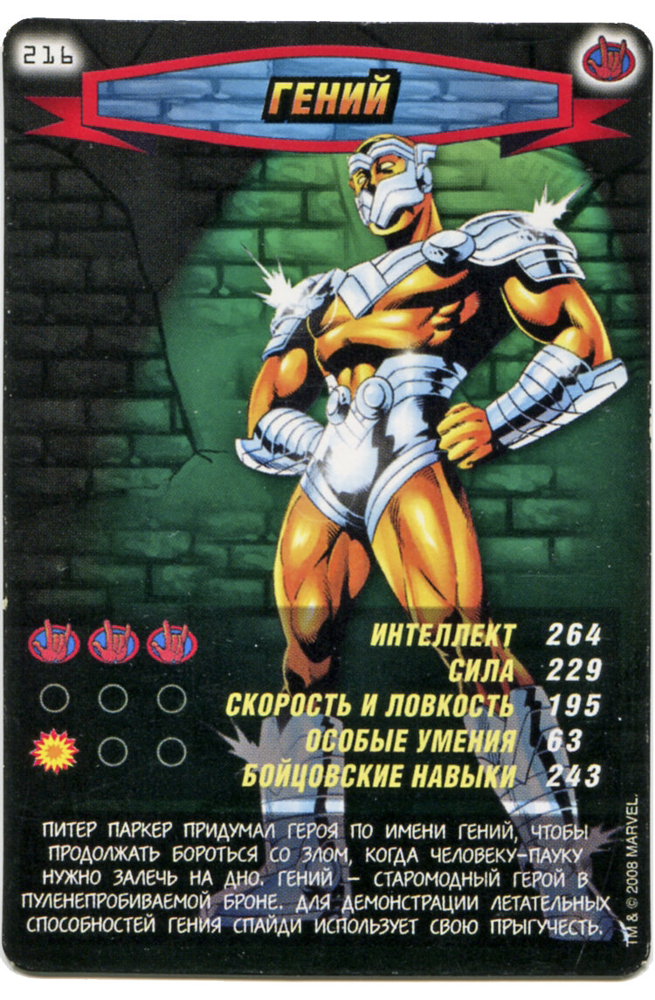 216
ГЕНИЙ
ИНТЕЛЛЕКТ 264
СИЛА 229
СКОРОСТЬ И ЛОВКОСТЬ 195
ОСОБЫЕ УМЕНИЯ 63
БОЙЦОВСКИЕ НАВЫКИ 243
ПИТЕР ПАРКЕР ПРИДУМАЛ ГЕРОЯ ПО ИМЕНИ ГЕНИЙ, ЧТОБЫ
ПРОДОЛЖАТЬ БОРОТЬСЯ СО ЗЛОМ, КОГДА ЧЕЛОВЕКУ-ПАУКУ
НУЖНО ЗАЛЕЧЬ НА ДНО. ГЕНИЙ – СТАРОМОДНЫЙ ГЕРОЙ В
ПУЛЕНЕПРОБИВАЕМОЙ БРОНЕ. ДЛЯ ДЕМОНСТРАЦИИ ЛЕТАТЕЛЬНЫХ
СПОСОБНОСТЕЙ ГЕНИЯ СПАЙДИ ИСПОЛЬЗУЕТ СВОЮ ПРЫГУЧЕСТЬ.
TM & © 2008 MARVEL.